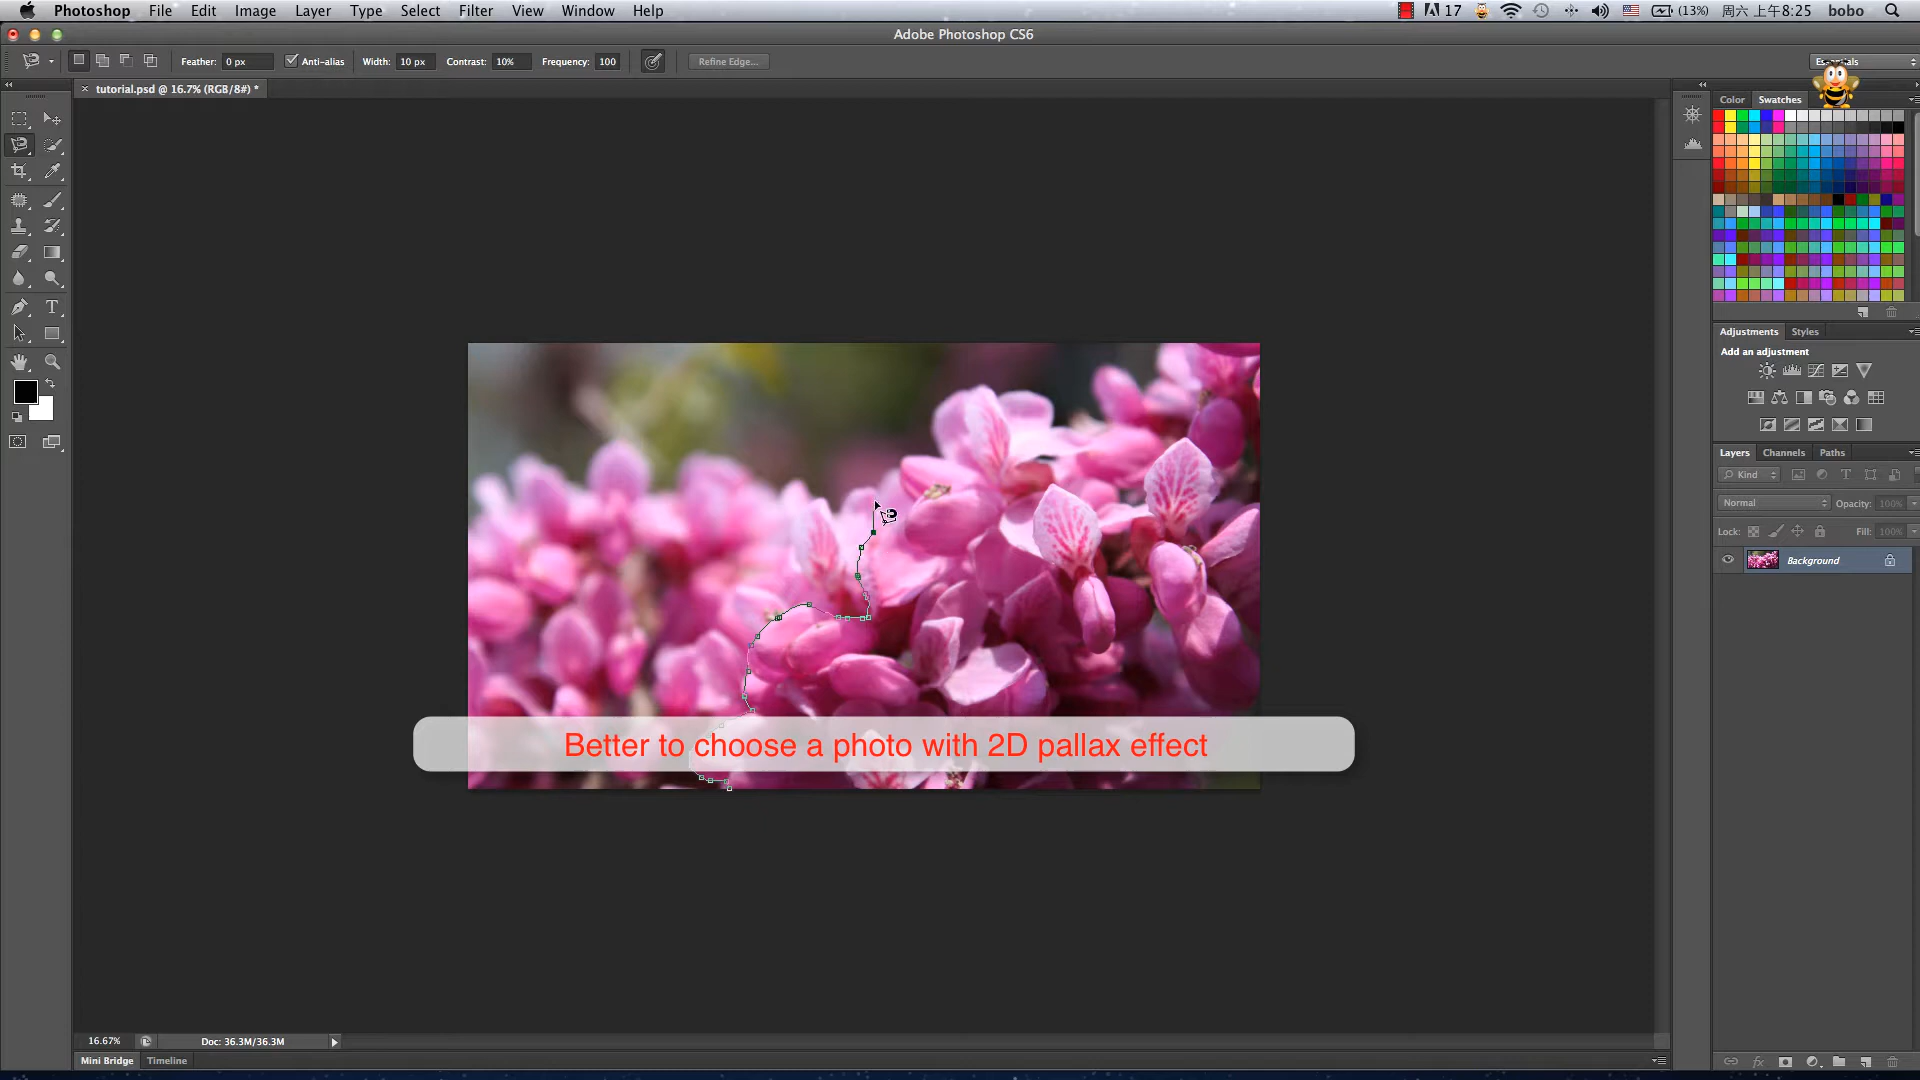 Photoshop File Edit Image Layer Type Select Filter View Window Help 17 (13%) 周六 上午8:25 bobo
Adobe Photoshop CS6
Feather: 0 px Anti-alias Width: 10 px Contrast: 10% Frequency: 100 Refine Edge...
tutorial.psd @ 16.7% (RGB/8#) *
Color Swatches
Adjustments Styles
Add an adjustment
Layers Channels Paths
Kind
Normal Opacity: 100%
Lock: Fill: 100%
Background
Better to choose a photo with 2D pallax effect
16.67% Doc: 36.3M/36.3M
Mini Bridge Timeline